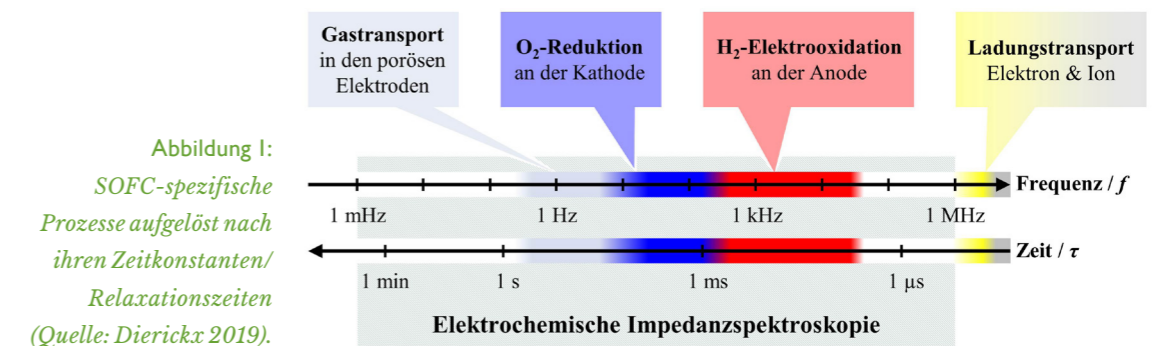 Gastransport
in den porösen
Elektroden
O₂-Reduktion
an der Kathode
H₂-Elektrooxidation
an der Anode
Ladungstransport
Elektron & Ion
Abbildung 1:
SOFC-spezifische
Prozesse aufgelöst nach
ihren Zeitkonstanten/
Relaxationszeiten
(Quelle: Dierickx 2019).
Frequenz / f
1 mHz
1 Hz
1 kHz
1 MHz
Zeit / τ
1 min
1 s
1 ms
1 µs
Elektrochemische Impedanzspektroskopie